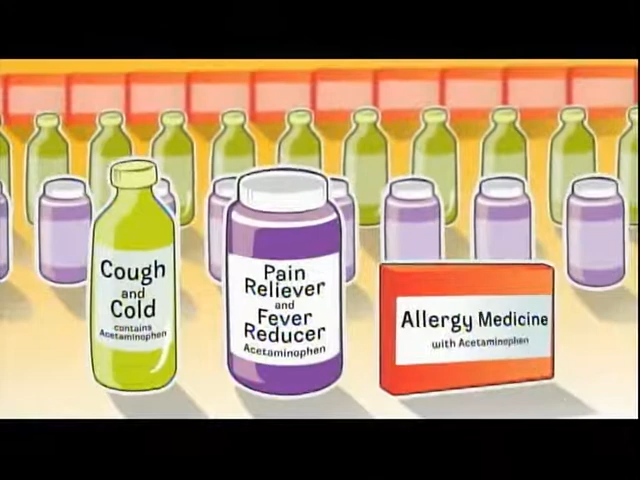 Cough
and
Cold
contains
Acetaminophen
Pain
Reliever
and
Fever
Reducer
Acetaminophen
Allergy Medicine
with Acetaminophen